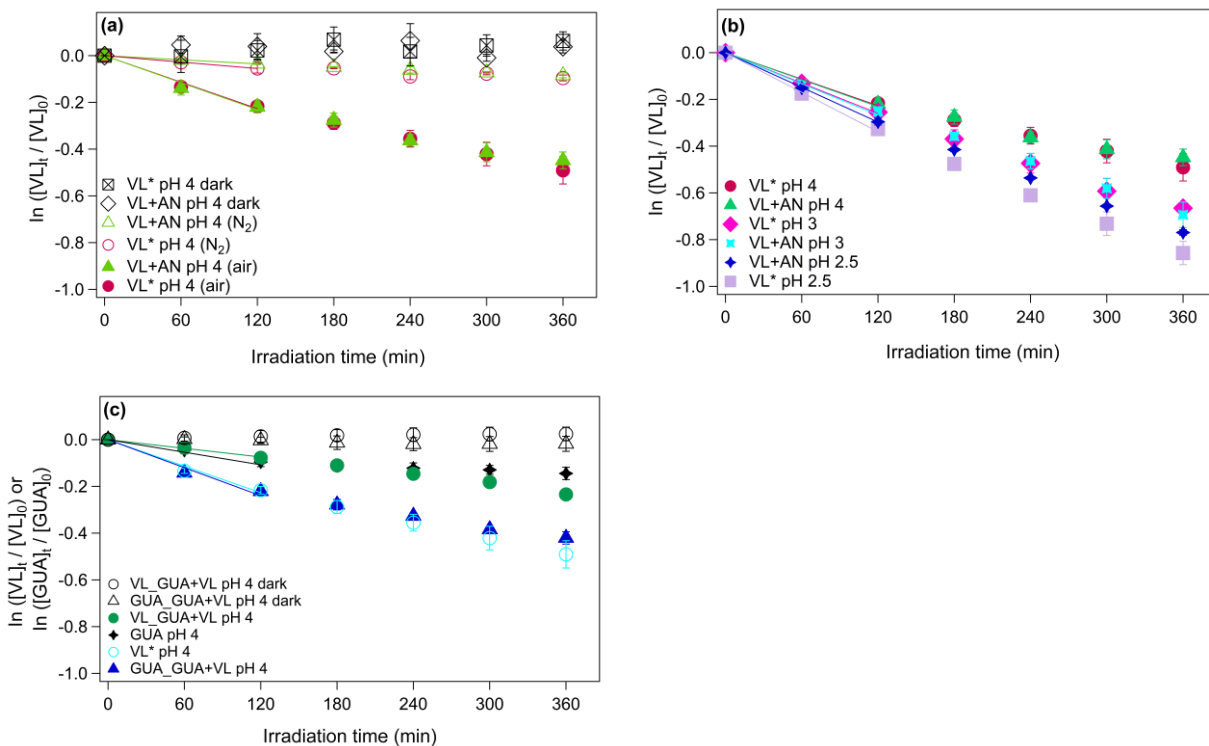 (a)
0.0
-0.2
-0.4
-0.6
-0.8
-1.0
ln ([VL]t / [VL]0)
VL* pH 4 dark
VL+AN pH 4 dark
VL+AN pH 4 (N2)
VL* pH 4 (N2)
VL+AN pH 4 (air)
VL* pH 4 (air)
0 60 120 180 240 300 360
Irradiation time (min)
(b)
0.0
-0.2
-0.4
-0.6
-0.8
-1.0
ln ([VL]t / [VL]0)
VL* pH 4
VL+AN pH 4
VL* pH 3
VL+AN pH 3
VL+AN pH 2.5
VL* pH 2.5
0 60 120 180 240 300 360
Irradiation time (min)
(c)
0.0
-0.2
-0.4
-0.6
-0.8
-1.0
ln ([VL]t / [VL]0) or
ln ([GUA]t / [GUA]0)
VL_GUA+VL pH 4 dark
GUA_GUA+VL pH 4 dark
VL_GUA+VL pH 4
GUA pH 4
VL* pH 4
GUA_GUA+VL pH 4
0 60 120 180 240 300 360
Irradiation time (min)